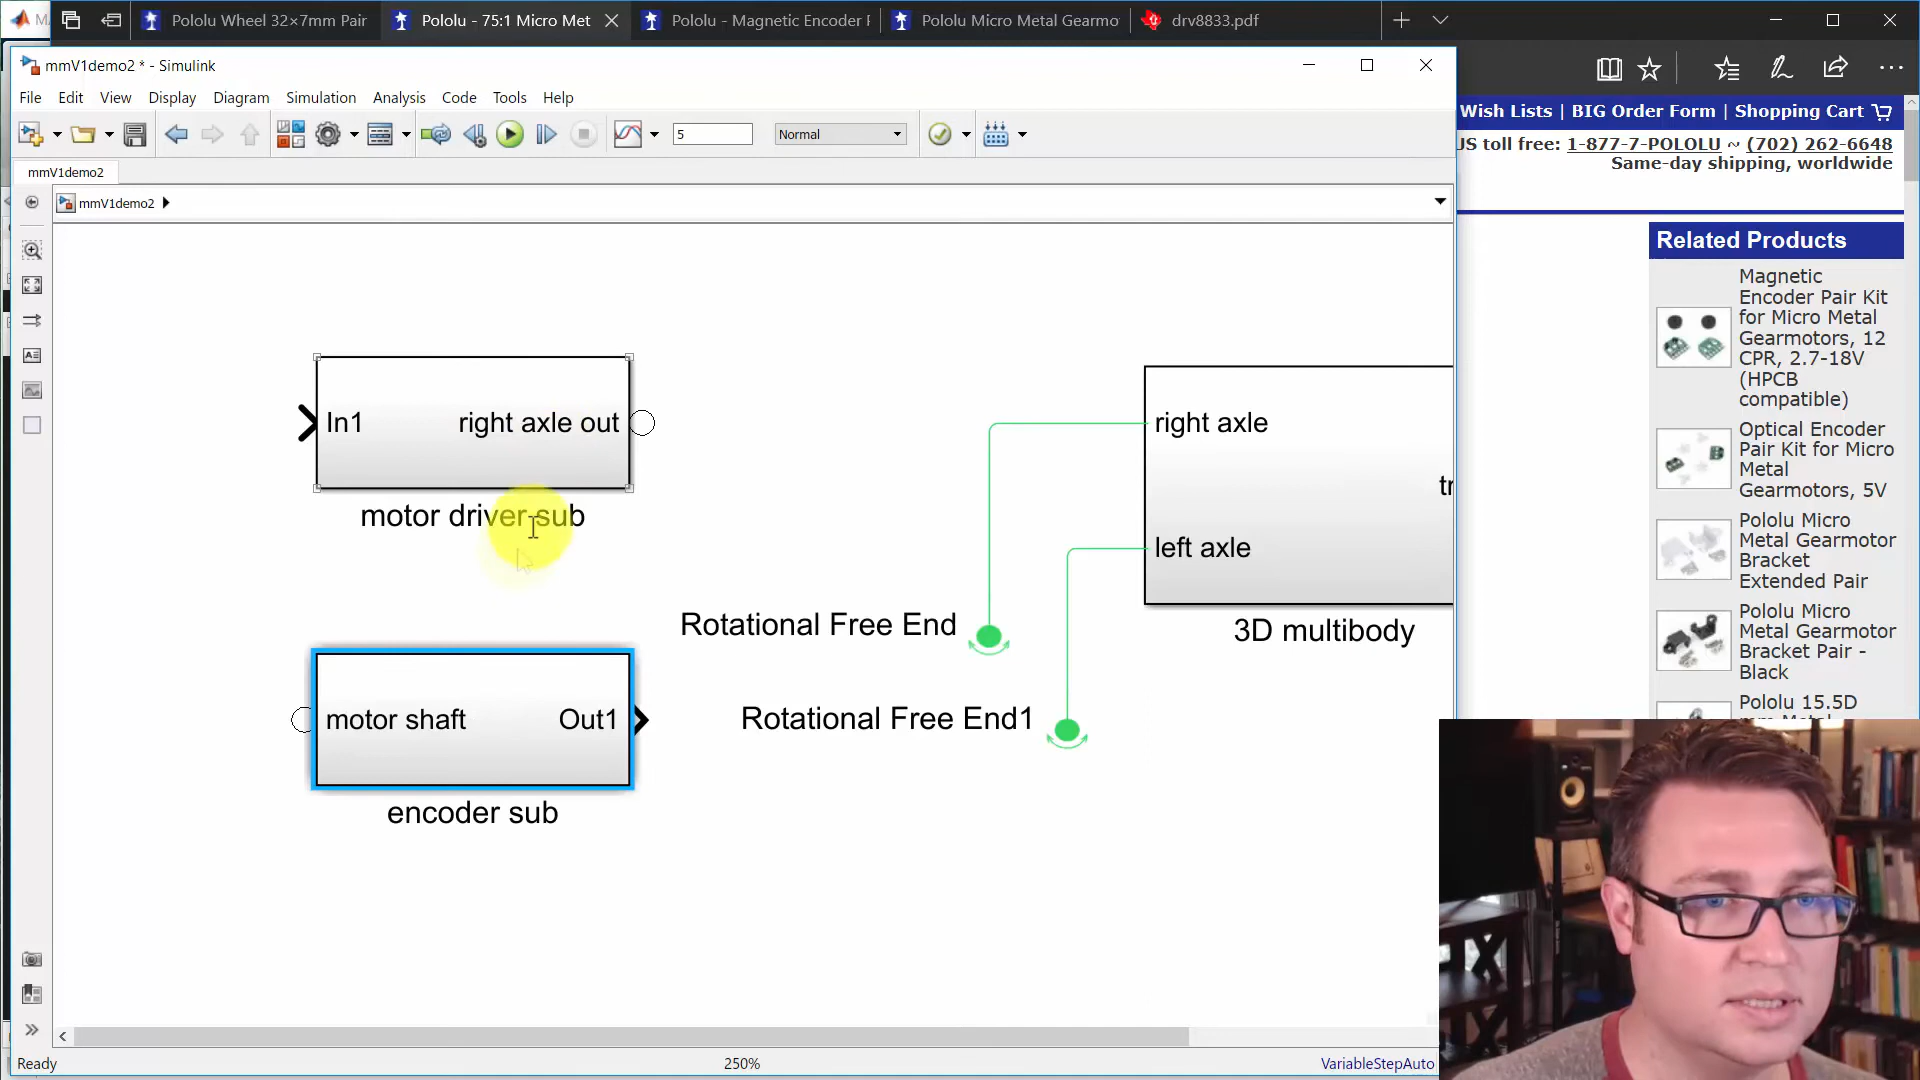 Pololu Wheel 32×7mm Pair
Pololu - 75:1 Micro Met
Pololu - Magnetic Encoder
Pololu Micro Metal Gearmo
drv8833.pdf
mmV1demo2 * - Simulink
File Edit View Display Diagram Simulation Analysis Code Tools Help
5
Normal
mmV1demo2
mmV1demo2
In1
right axle out
motor driver sub
right axle
left axle
3D multibody
Rotational Free End
Rotational Free End1
motor shaft
Out1
encoder sub
Ready
250%
VariableStepAuto
Wish Lists | BIG Order Form | Shopping Cart
US toll free: 1-877-7-POLOLU ~ (702) 262-6648
Same-day shipping, worldwide
Related Products
Magnetic
Encoder Pair Kit
for Micro Metal
Gearmotors, 12
CPR, 2.7-18V
(HPCB
compatible)
Optical Encoder
Pair Kit for Micro
Metal
Gearmotors, 5V
Pololu Micro
Metal Gearmotor
Bracket
Extended Pair
Pololu Micro
Metal Gearmotor
Bracket Pair -
Black
Pololu 15.5D